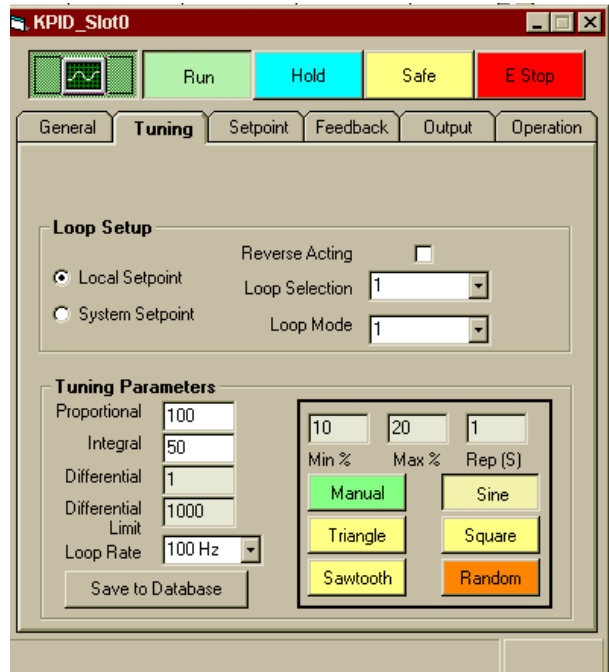 KPID_Slot0
Run Hold Safe E Stop
General Tuning Setpoint Feedback Output Operation
Loop Setup
Reverse Acting
Local Setpoint
Loop Selection 1
System Setpoint
Loop Mode 1
Tuning Parameters
Proportional 100
Integral 50
Differential 1
Differential Limit 1000
Loop Rate 100 Hz
Save to Database
10 20 1
Min % Max % Rep (S)
Manual Sine
Triangle Square
Sawtooth Random